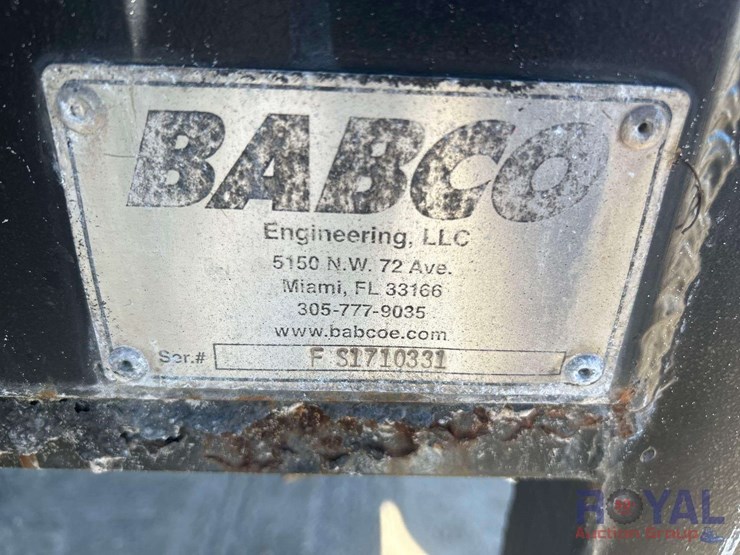 BABCO
Engineering, LLC
5150 N.W. 72 Ave.
Miami, FL 33166
305-777-9035
www.babcoe.com
Ser.# F S1710331
ROYAL
Auction Group